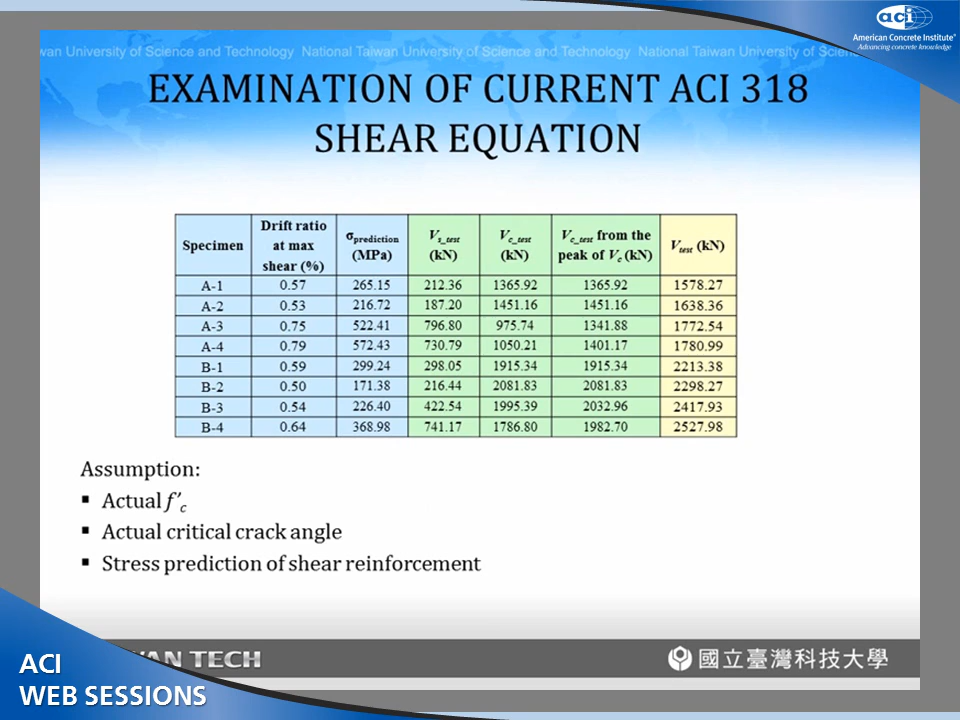 aci
American Concrete Institute®
Advancing concrete knowledge
wan University of Science and Technology National Taiwan University of Science and Technology National Taiwan University of Scien
EXAMINATION OF CURRENT ACI 318
SHEAR EQUATION
Specimen | Drift ratio at max shear (%) | σprediction (MPa) | Vs_test (kN) | Vc_test (kN) | Vc_test from the peak of Vc (kN) | Vtest (kN)
A-1 | 0.57 | 265.15 | 212.36 | 1365.92 | 1365.92 | 1578.27
A-2 | 0.53 | 216.72 | 187.20 | 1451.16 | 1451.16 | 1638.36
A-3 | 0.75 | 522.41 | 796.80 | 975.74 | 1341.88 | 1772.54
A-4 | 0.79 | 572.43 | 730.79 | 1050.21 | 1401.17 | 1780.99
B-1 | 0.59 | 299.24 | 298.05 | 1915.34 | 1915.34 | 2213.38
B-2 | 0.50 | 171.38 | 216.44 | 2081.83 | 2081.83 | 2298.27
B-3 | 0.54 | 226.40 | 422.54 | 1995.39 | 2032.96 | 2417.93
B-4 | 0.64 | 368.98 | 741.17 | 1786.80 | 1982.70 | 2527.98
Assumption:
▪ Actual f'c
▪ Actual critical crack angle
▪ Stress prediction of shear reinforcement
WAN TECH
國立臺灣科技大學
ACI
WEB SESSIONS